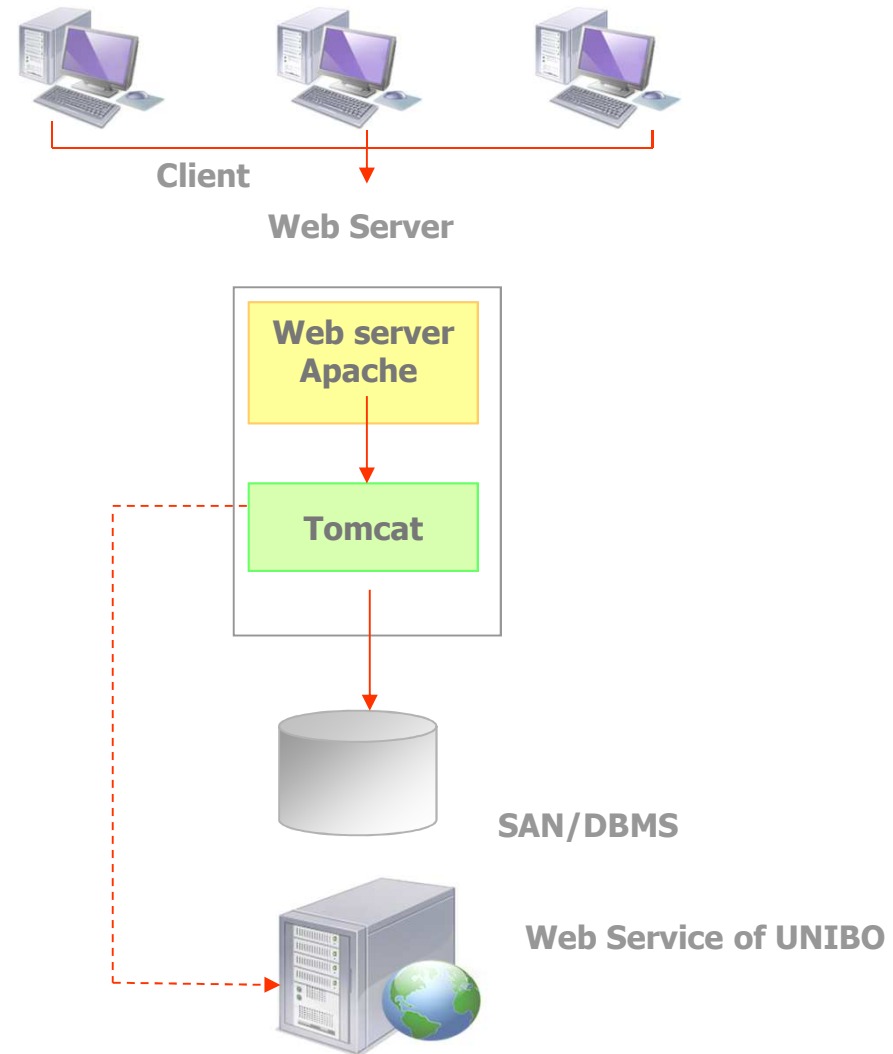 Client
Web Server
Web server
Apache
Tomcat
SAN/DBMS
Web Service of UNIBO